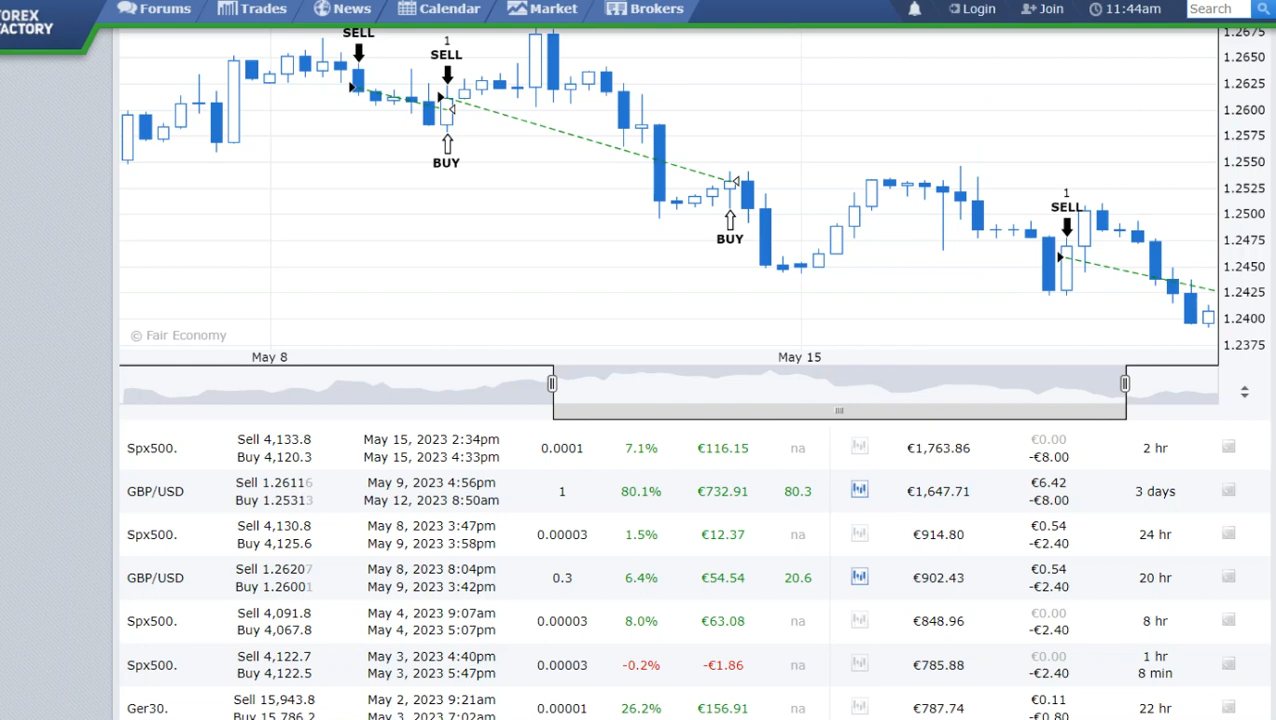 FOREX
FACTORY
Forums
Trades
News
Calendar
Market
Brokers
Login
Join
11:44am
Search
SELL
1
SELL
BUY
BUY
1
SELL
1.2675
1.2650
1.2625
1.2600
1.2575
1.2550
1.2525
1.2500
1.2475
1.2450
1.2425
1.2400
1.2375
© Fair Economy
May 8
May 15
Spx500. Sell 4,133.8 May 15, 2023 2:34pm 0.0001 7.1% €116.15 na €1,763.86 €0.00 2 hr
Buy 4,120.3 May 15, 2023 4:33pm -€8.00
GBP/USD Sell 1.26116 May 9, 2023 4:56pm 1 80.1% €732.91 80.3 €1,647.71 €6.42 3 days
Buy 1.25313 May 12, 2023 8:50am -€8.00
Spx500. Sell 4,130.8 May 8, 2023 3:47pm 0.00003 1.5% €12.37 na €914.80 €0.54 24 hr
Buy 4,125.6 May 9, 2023 3:58pm -€2.40
GBP/USD Sell 1.26207 May 8, 2023 8:04pm 0.3 6.4% €54.54 20.6 €902.43 €0.54 20 hr
Buy 1.26001 May 9, 2023 3:42pm -€2.40
Spx500. Sell 4,091.8 May 4, 2023 9:07am 0.00003 8.0% €63.08 na €848.96 €0.00 8 hr
Buy 4,067.8 May 4, 2023 5:07pm -€2.40
Spx500. Sell 4,122.7 May 3, 2023 4:40pm 0.00003 -0.2% -€1.86 na €785.88 €0.00 1 hr
Buy 4,122.5 May 3, 2023 5:47pm -€2.40 8 min
Ger30. Sell 15,943.8 May 2, 2023 9:21am 0.00001 26.2% €156.91 na €787.74 €0.11 22 hr
Buy 15,786.2 May 3, 2023 7:02am -€0.80